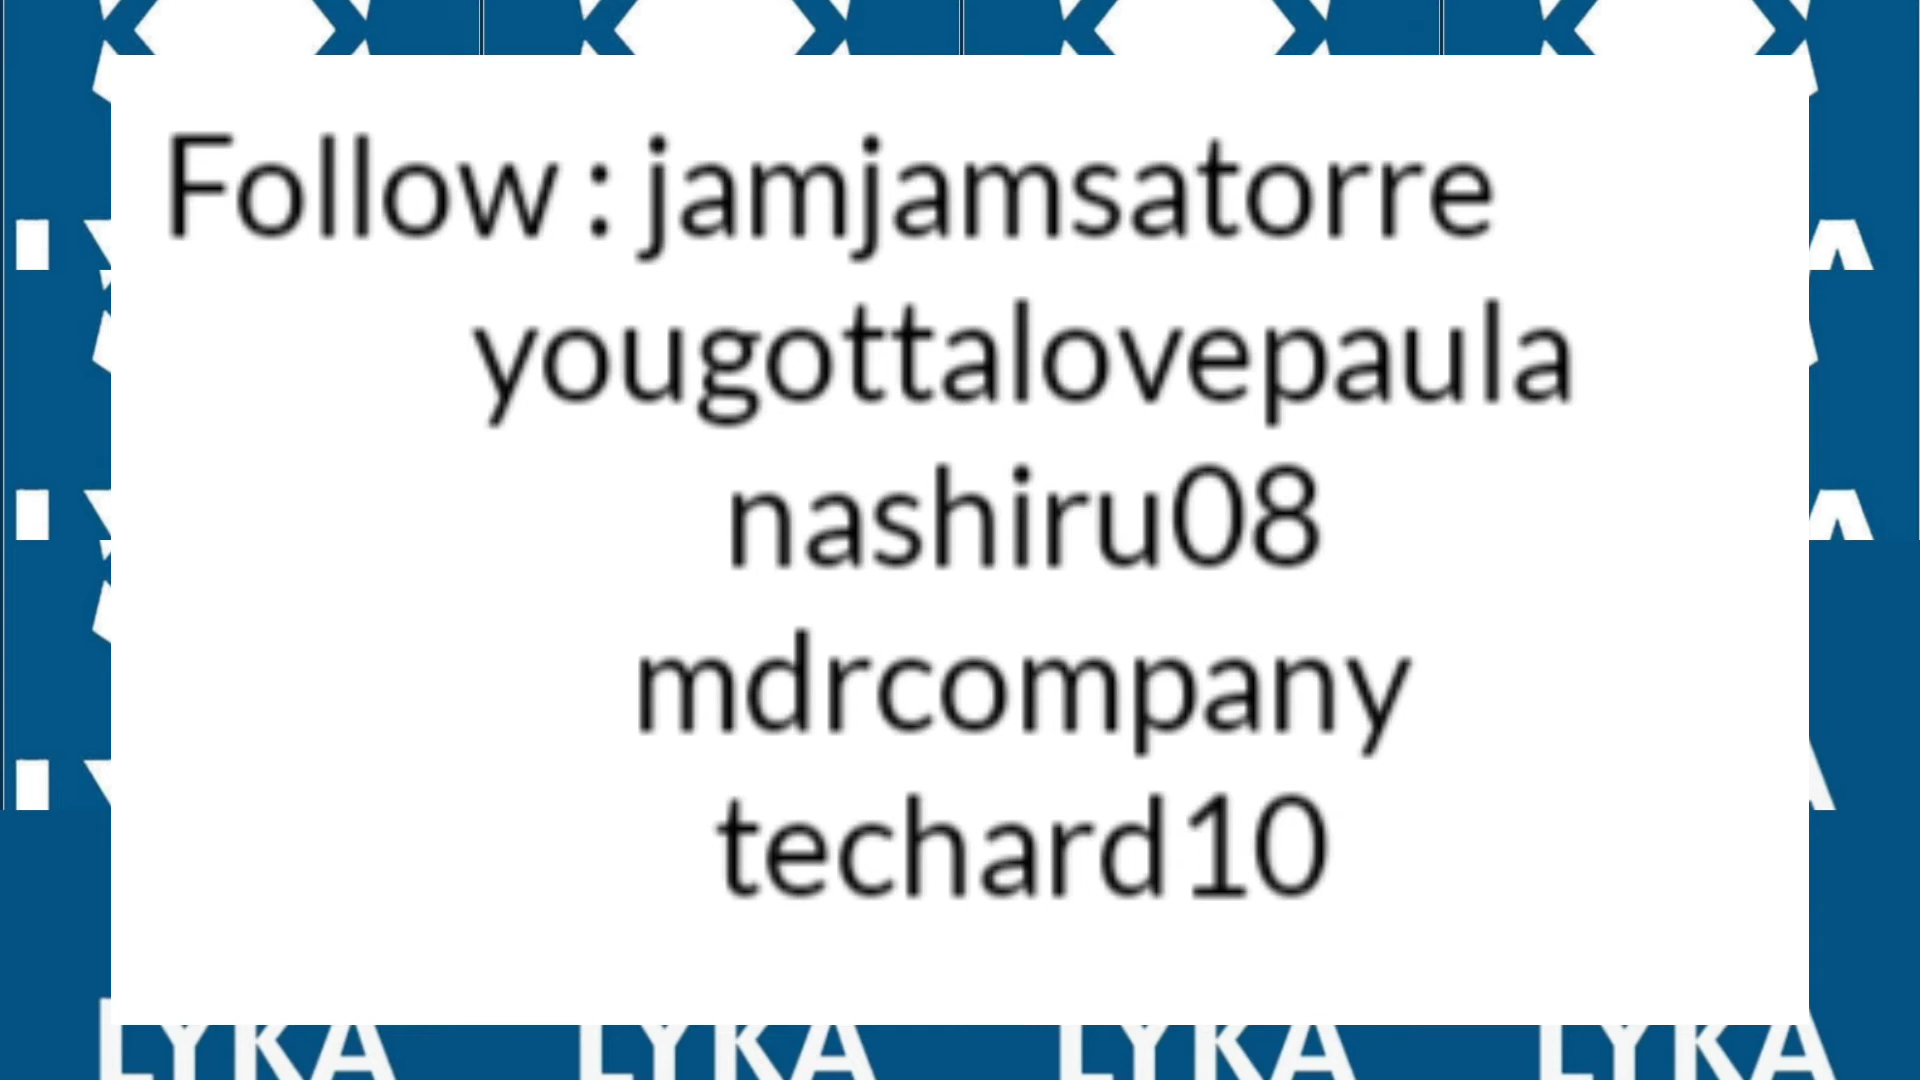 Follow : jamjamsatorre
yougottalovepaula
nashiru08
mdrcompany
techard10
LYKA LYKA LYKA LYKA